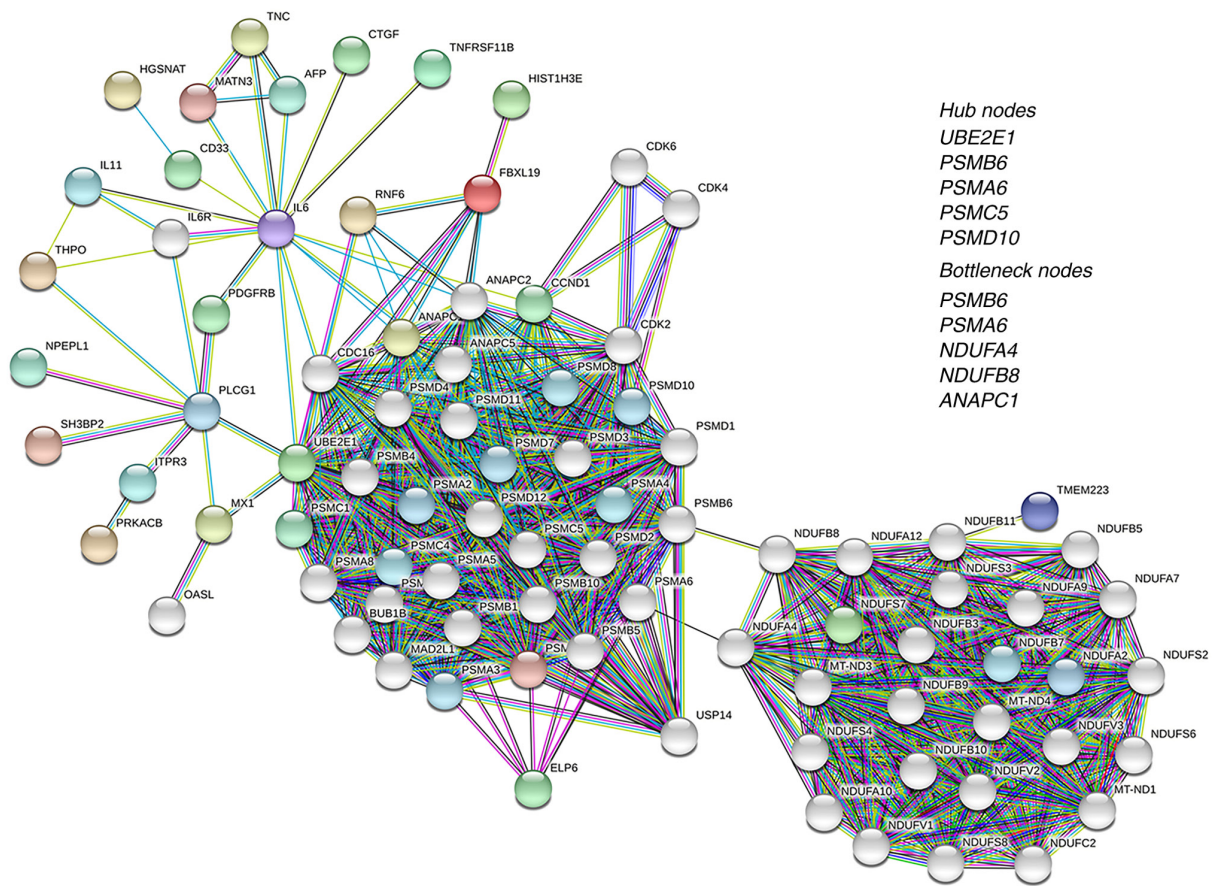 TNC
CTGF
TNFRSF11B
HGSNAT
MATN3
AFP
HIST1H3E
CD33
CDK6
IL11
FBXL19
CDK4
RNF6
IL6
IL6R
THPO
ANAPC2
CCND1
PDGFRB
ANAPC
CDK2
NPEPL1
CDC16
ANAPC5
PSMD8
PSMD10
PLCG1
PSMD4
PSMD11
SH3BP2
UBE2E1
PSMD7
PSMD3
PSMD1
ITPR3
PSMB4
PSMA2
PSMD12
PSMA4
MX1
PSMC1
PSMB6
PRKACB
PSMC5
PSMD2
PSMC4
PSMA8
PSMA5
PSMB10
PSMA6
OASL
PSM
BUB1B
PSMB1
PSMB5
MAD2L1
PSMA3
PSM
USP14
ELP6
Hub nodes
UBE2E1
PSMB6
PSMA6
PSMC5
PSMD10
Bottleneck nodes
PSMB6
PSMA6
NDUFA4
NDUFB8
ANAPC1
TMEM223
NDUFB11
NDUFB5
NDUFB8
NDUFA12
NDUFS3
NDUFA9
NDUFA7
NDUFS7
NDUFA4
NDUFB3
NDUFB7
NDUFA2
NDUFS2
MT-ND3
NDUFB9
MT-ND4
NDUFV3
NDUFS6
NDUFS4
NDUFB10
NDUFV2
NDUFA10
MT-ND1
NDUFV1
NDUFS8
NDUFC2